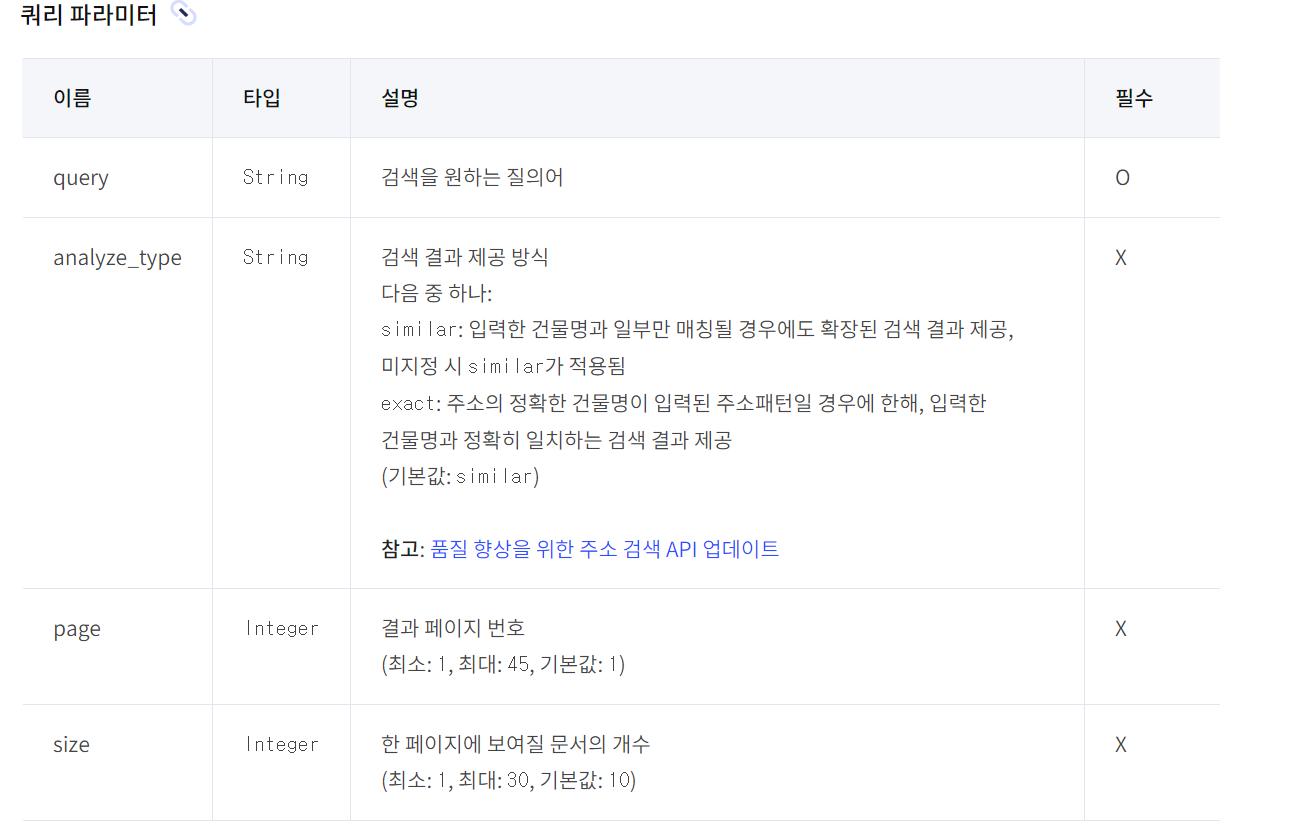 쿼리 파라미터
이름 타입 설명 필수
query String 검색을 원하는 질의어 O
analyze_type String 검색 결과 제공 방식 X
다음 중 하나:
similar: 입력한 건물명과 일부만 매칭될 경우에도 확장된 검색 결과 제공,
미지정 시 similar가 적용됨
exact: 주소의 정확한 건물명이 입력된 주소패턴일 경우에 한해, 입력한
건물명과 정확히 일치하는 검색 결과 제공
(기본값: similar)
참고: 품질 향상을 위한 주소 검색 API 업데이트
page Integer 결과 페이지 번호 X
(최소: 1, 최대: 45, 기본값: 1)
size Integer 한 페이지에 보여질 문서의 개수 X
(최소: 1, 최대: 30, 기본값: 10)